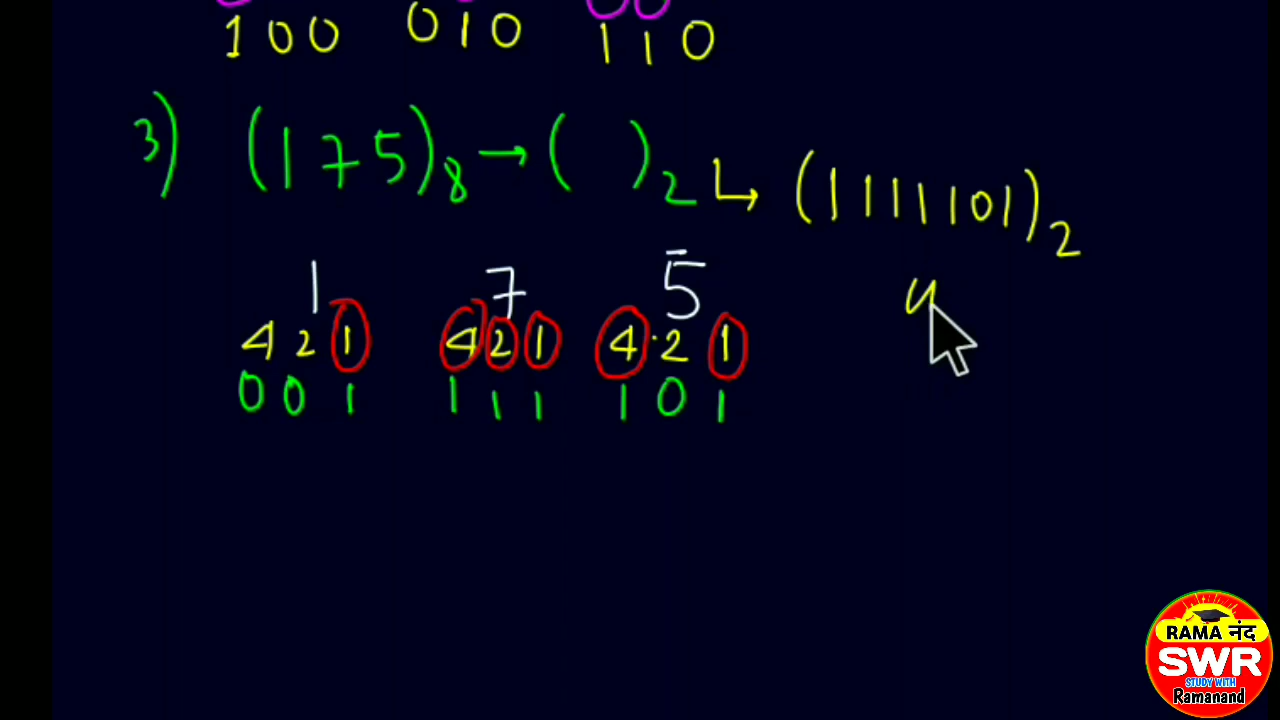 100 010 110
3) (175)8 → ( )2 ↳ (1111101)2
1 7 5
4 2 1 4 2 1 4 2 1
0 0 1 1 1 1 1 0 1
RAMA नंद
SWR
STUDY WITH
Ramanand